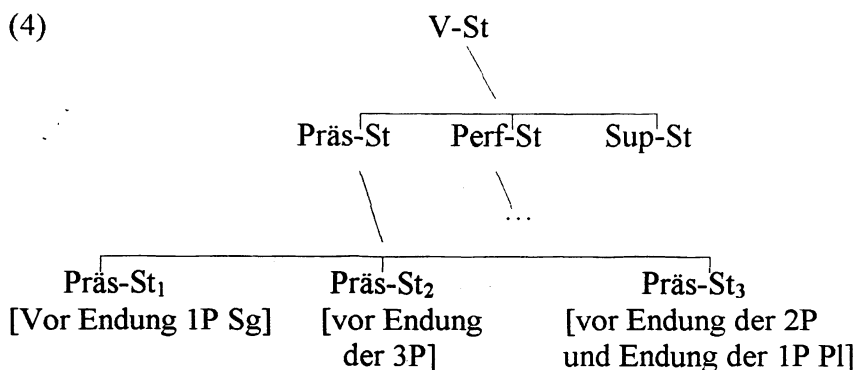 (4) V-St
Präs-St Perf-St Sup-St
...
Präs-St₁ Präs-St₂ Präs-St₃
[Vor Endung 1P Sg] [vor Endung [vor Endung der 2P
der 3P] und Endung der 1P Pl]